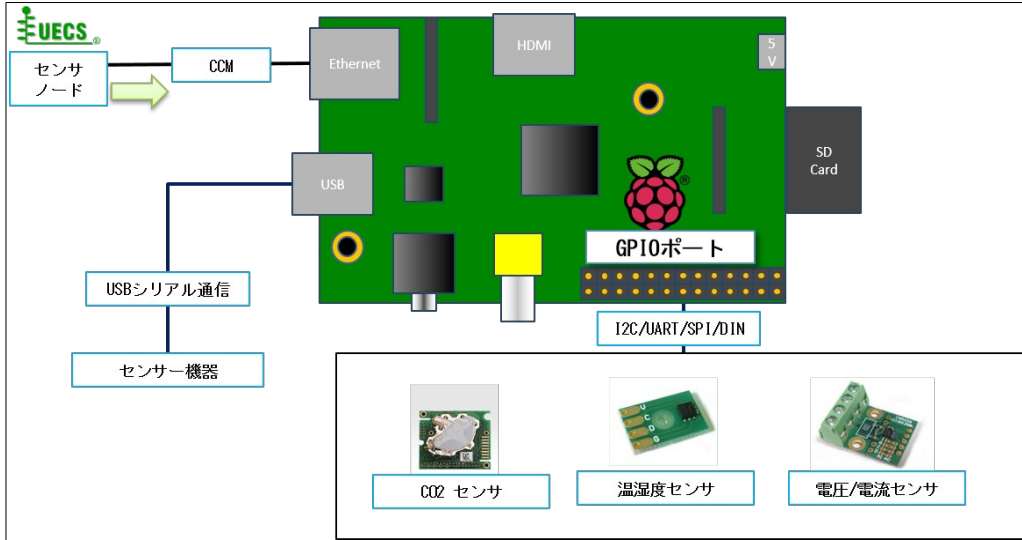 UECS®
センサ
ノード
CCM
Ethernet
HDMI
5
V
SD
Card
USB
®
GPIOポート
USBシリアル通信
I2C/UART/SPI/DIN
センサー機器
V
C
D
G
CO2 センサ
温湿度センサ
電圧/電流センサ